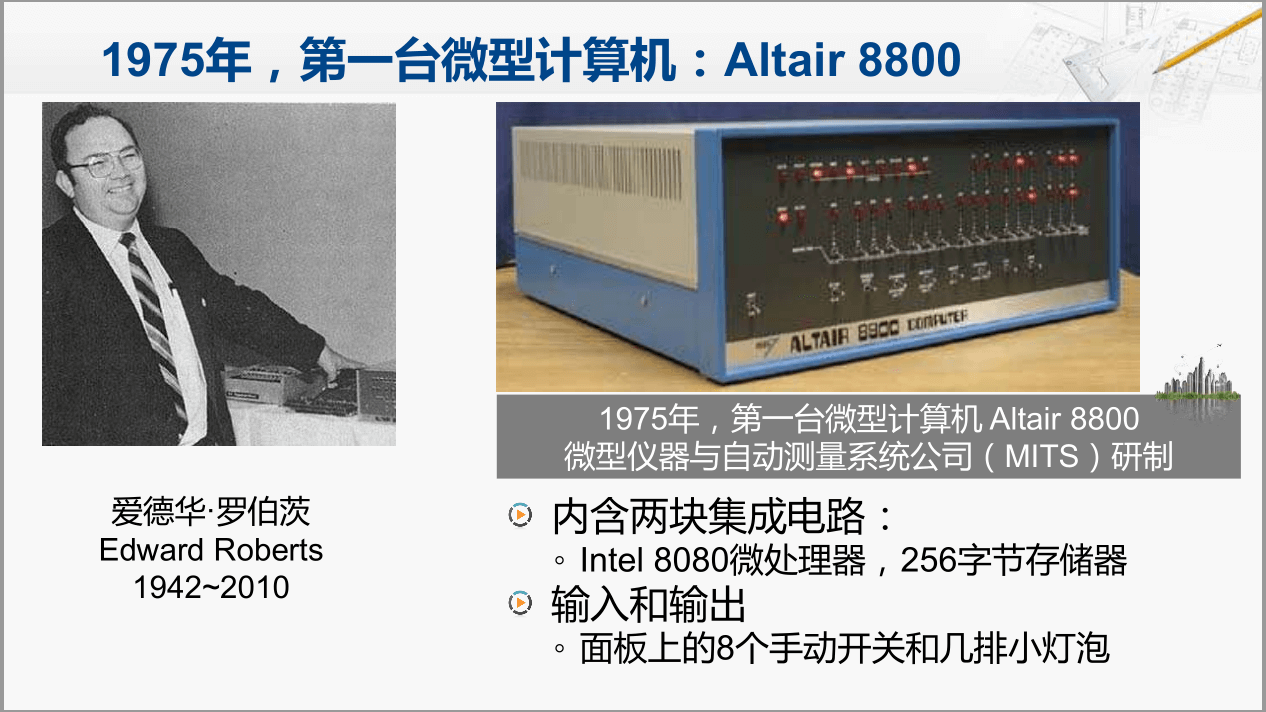 1975年，第一台微型计算机：Altair 8800
ALTAIR 8800 COMPUTER
1975年，第一台微型计算机 Altair 8800
微型仪器与自动测量系统公司（MITS）研制
爱德华·罗伯茨
Edward Roberts
1942~2010
内含两块集成电路：
Intel 8080微处理器，256字节存储器
输入和输出
面板上的8个手动开关和几排小灯泡